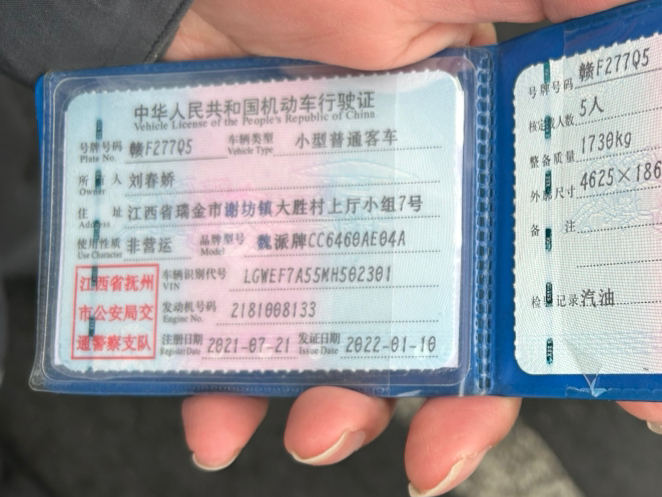 中华人民共和国机动车行驶证
Vehicle License of the People's Republic of China
号牌号码 赣F277Q5 车辆类型 小型普通客车
Plate No. Vehicle Type
所有人 刘春娇
Owner
住址 江西省瑞金市谢坊镇大胜村上厅小组7号
Address
使用性质 非营运 品牌型号 魏派牌CC6460AE04A
Use Character Model
江西省抚州
市公安局交
通警察支队
车辆识别代号 LGWEF7A55MH502301
VIN
发动机号码 2181008133
Engine No.
注册日期 2021-07-21 发证日期 2022-01-10
Register Date Issue Date
号牌号码 赣F277Q5
核定人数 5人
整备质量 1730kg
外廓尺寸 4625×186
备注
检验记录 汽油